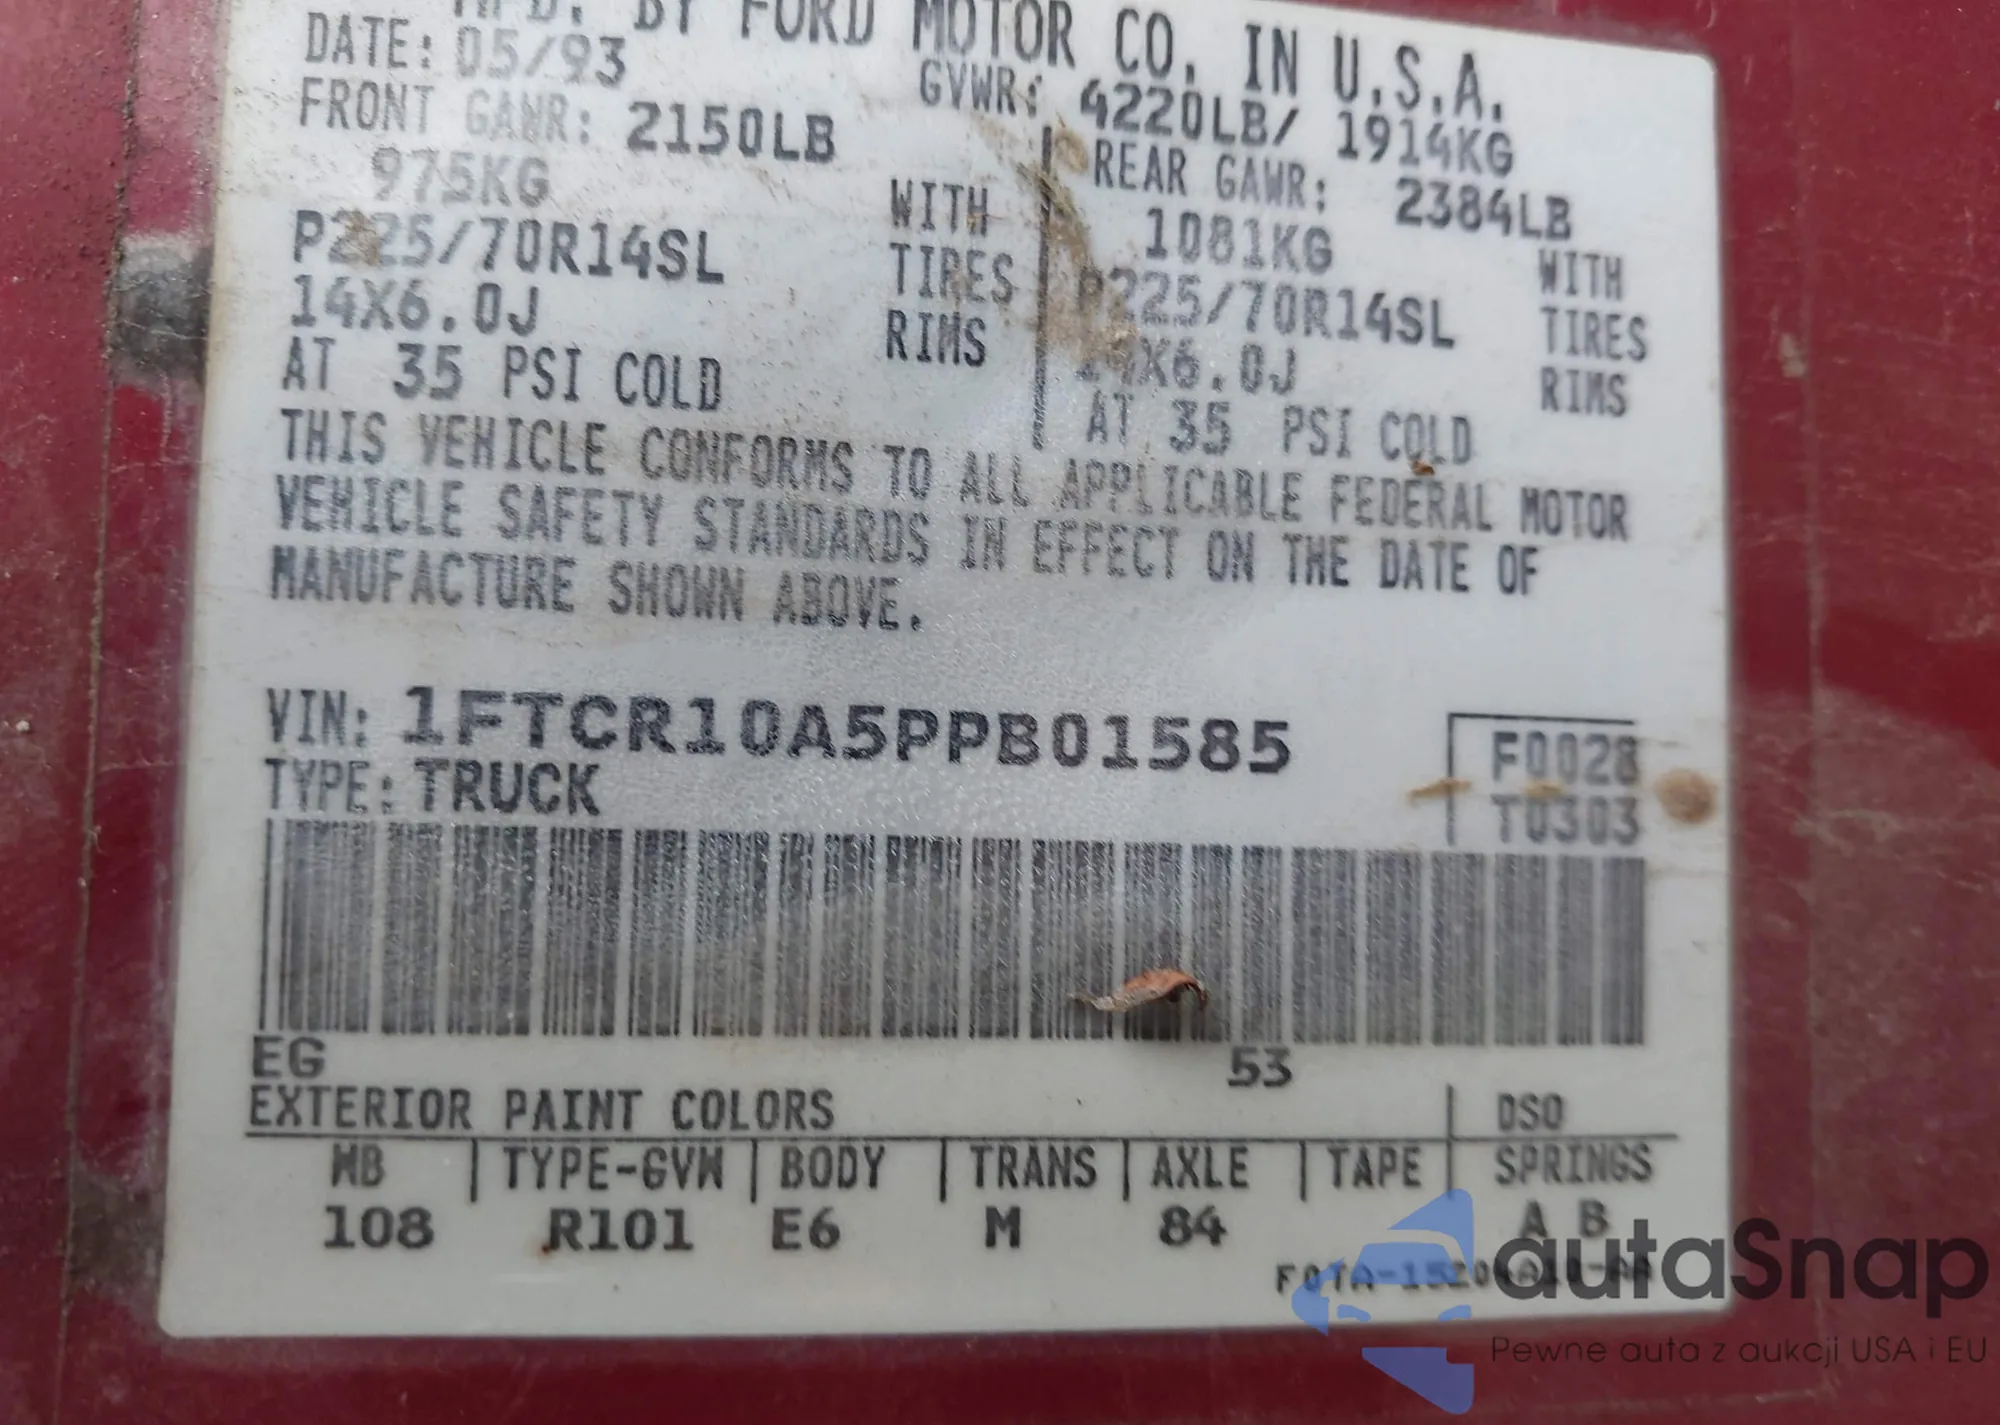 MFD. BY FORD MOTOR CO. IN U.S.A.
DATE: 05/93
GVWR: 4220LB/ 1914KG
FRONT GAWR: 2150LB
975KG
P225/70R14SL
14X6.0J
AT 35 PSI COLD
WITH
TIRES
RIMS
REAR GAWR: 2384LB
1081KG
P225/70R14SL
14X6.0J
AT 35 PSI COLD
WITH
TIRES
RIMS
THIS VEHICLE CONFORMS TO ALL APPLICABLE FEDERAL MOTOR
VEHICLE SAFETY STANDARDS IN EFFECT ON THE DATE OF
MANUFACTURE SHOWN ABOVE.
VIN: 1FTCR10A5PPB01585
TYPE: TRUCK
F0028
T0303
EG 53
EXTERIOR PAINT COLORS DSO
WB TYPE-GVW BODY TRANS AXLE TAPE SPRINGS
108 R101 E6 M 84 A B
autaSnap
Pewne auta z aukcji USA i EU